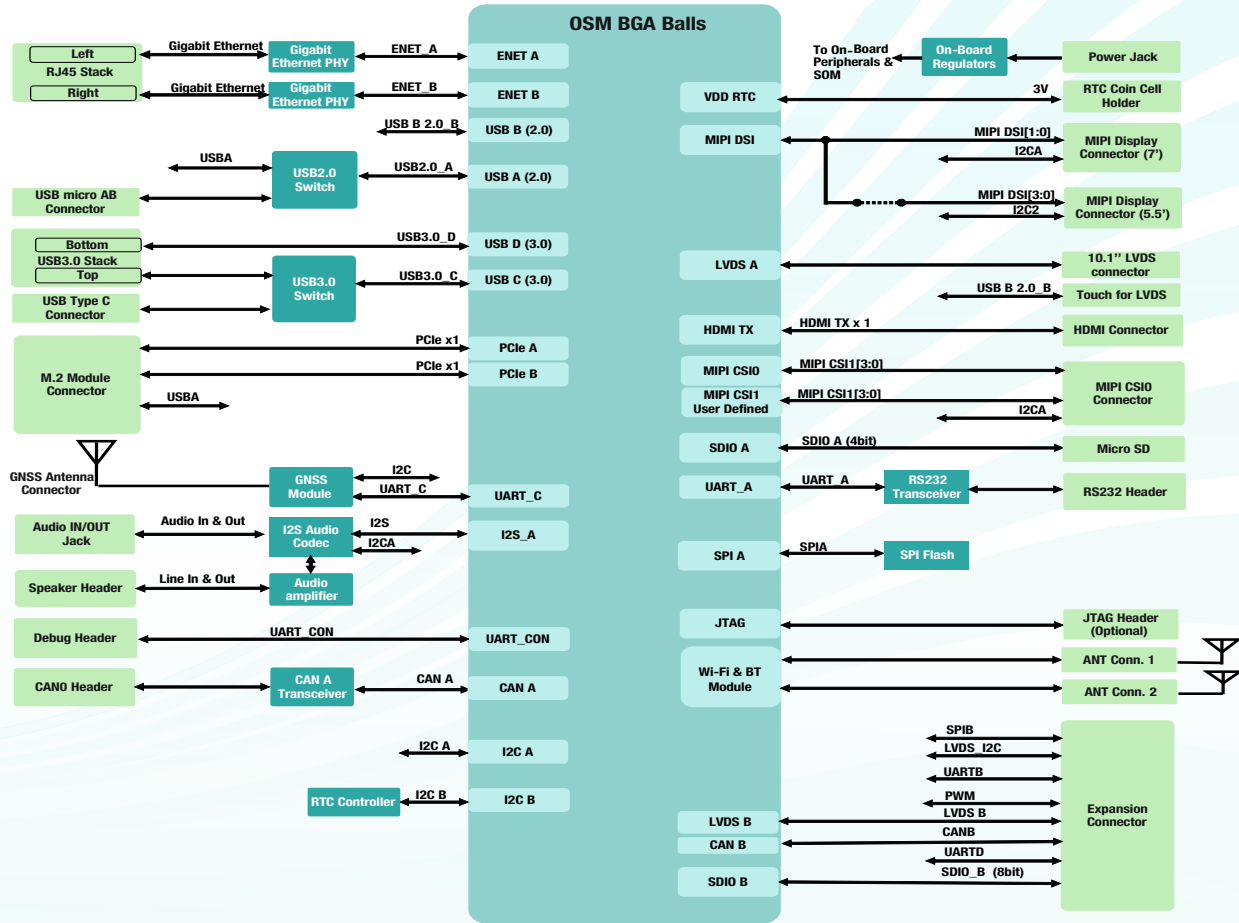 OSM BGA Balls
Left
RJ45 Stack
Right
Gigabit Ethernet
Gigabit
Ethernet PHY
ENET_A
ENET A
Gigabit Ethernet
Gigabit
Ethernet PHY
ENET_B
ENET B
USB B 2.0_B
USB B (2.0)
USBA
USB2.0
Switch
USB2.0_A
USB A (2.0)
USB micro AB
Connector
Bottom
USB3.0 Stack
Top
USB3.0_D
USB D (3.0)
USB3.0
Switch
USB3.0_C
USB C (3.0)
USB Type C
Connector
M.2 Module
Connector
PCIe x1
PCIe A
PCIe x1
PCIe B
USBA
GNSS Antenna
Connector
GNSS
Module
I2C
UART_C
UART_C
Audio IN/OUT
Jack
Audio In & Out
I2S Audio
Codec
I2S
I2S_A
I2CA
Speaker Header
Line In & Out
Audio
amplifier
Debug Header
UART_CON
UART_CON
CAN0 Header
CAN A
Transceiver
CAN A
CAN A
I2C A
I2C A
RTC Controller
I2C B
I2C B
To On-Board
Peripherals &
SOM
On-Board
Regulators
Power Jack
VDD RTC
3V
RTC Coin Cell
Holder
MIPI DSI
MIPI DSI[1:0]
I2CA
MIPI Display
Connector (7')
MIPI DSI[3:0]
I2C2
MIPI Display
Connector (5.5')
LVDS A
10.1'' LVDS
connector
USB B 2.0_B
Touch for LVDS
HDMI TX
HDMI TX x 1
HDMI Connector
MIPI CSI0
MIPI CSI1[3:0]
MIPI CSI1
User Defined
MIPI CSI1[3:0]
I2CA
MIPI CSI0
Connector
SDIO A
SDIO A (4bit)
Micro SD
UART_A
UART_A
RS232
Transceiver
RS232 Header
SPI A
SPIA
SPI Flash
JTAG
JTAG Header
(Optional)
Wi-Fi & BT
Module
ANT Conn. 1
ANT Conn. 2
SPIB
LVDS_I2C
UARTB
PWM
LVDS B
LVDS B
CANB
CAN B
UARTD
SDIO_B (8bit)
SDIO B
Expansion
Connector